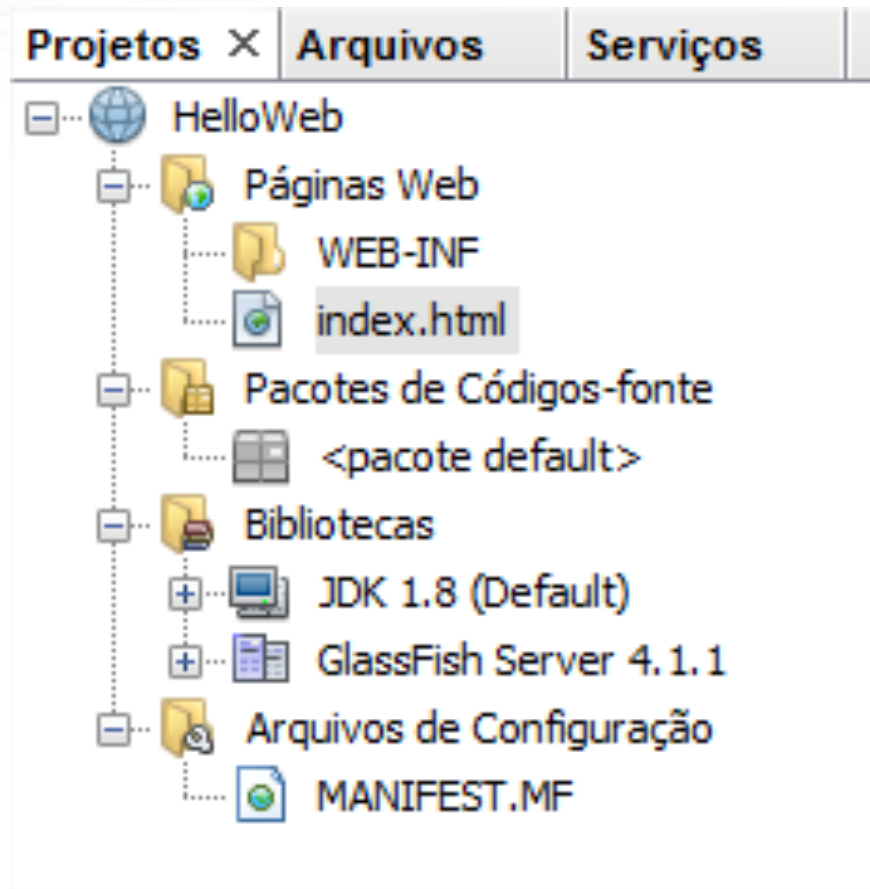 Projetos × Arquivos Serviços
HelloWeb
Páginas Web
WEB-INF
index.html
Pacotes de Códigos-fonte
<pacote default>
Bibliotecas
JDK 1.8 (Default)
GlassFish Server 4.1.1
Arquivos de Configuração
MANIFEST.MF